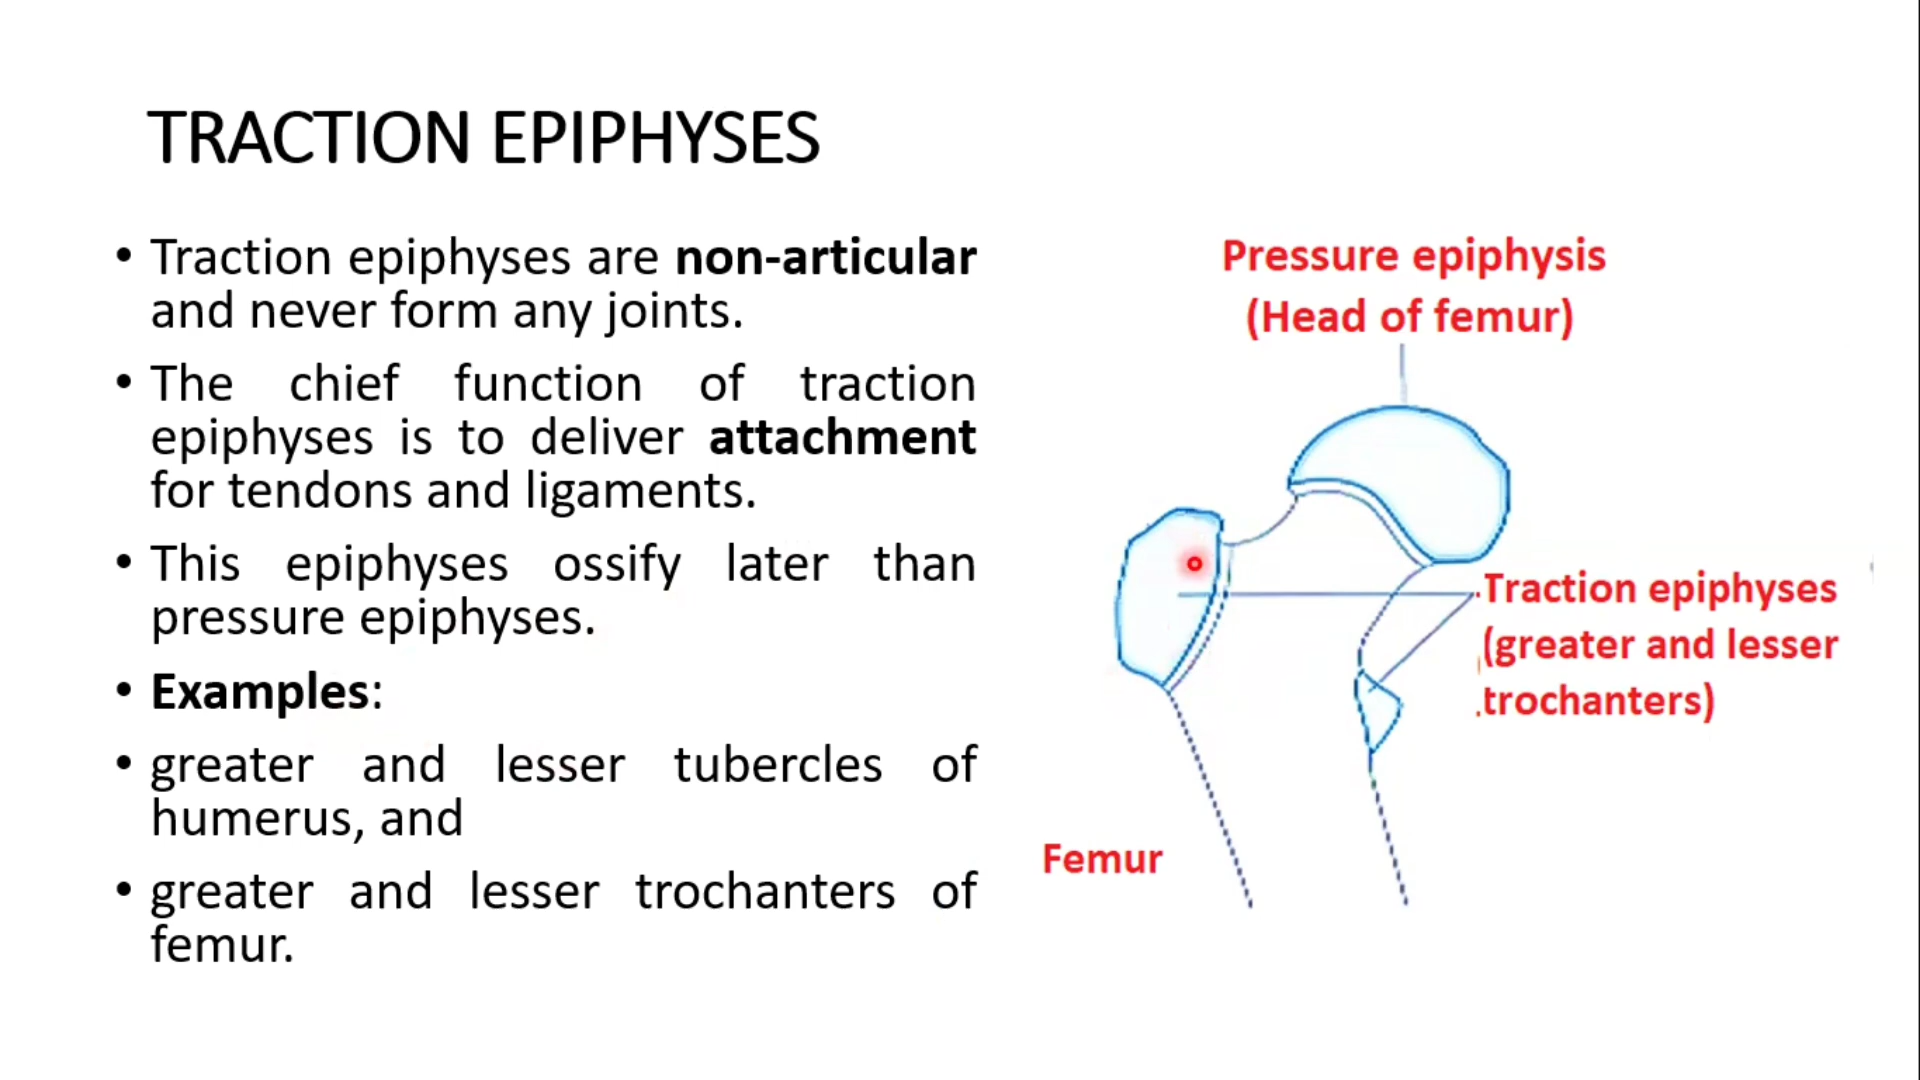 TRACTION EPIPHYSES
• Traction epiphyses are non-articular
and never form any joints.
• The chief function of traction
epiphyses is to deliver attachment
for tendons and ligaments.
• This epiphyses ossify later than
pressure epiphyses.
• Examples:
• greater and lesser tubercles of
humerus, and
• greater and lesser trochanters of
femur.
Pressure epiphysis
(Head of femur)
Traction epiphyses
(greater and lesser
trochanters)
Femur